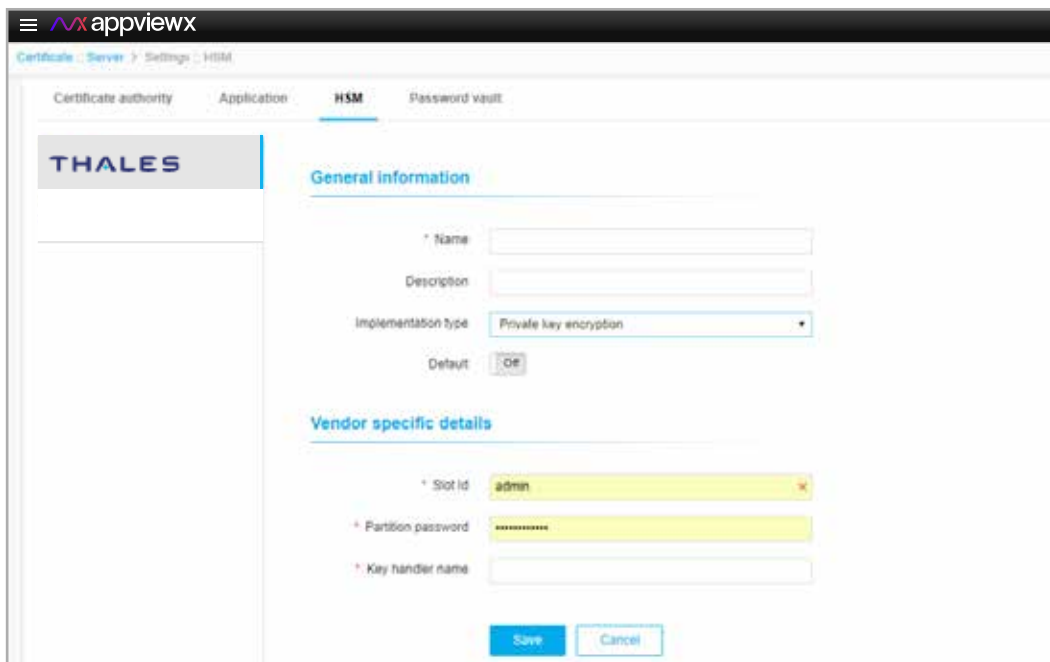 appviewx
Certificate :: Server > Settings :: HSM
Certificate authority Application HSM Password vault
THALES
General information
* Name
Description
Implementation type Private key encryption
Default Off
Vendor specific details
* Slot Id admin ×
* Partition password ••••••••••••
* Key handler name
Save Cancel